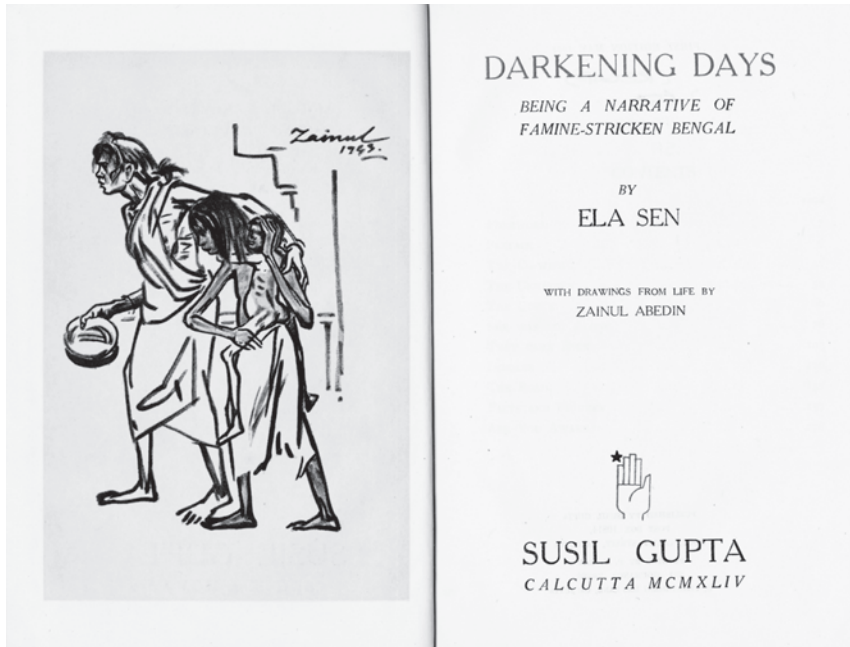 Zainul
1943.
DARKENING DAYS
BEING A NARRATIVE OF
FAMINE-STRICKEN BENGAL
BY
ELA SEN
WITH DRAWINGS FROM LIFE BY
ZAINUL ABEDIN
SUSIL GUPTA
CALCUTTA MCMXLIV